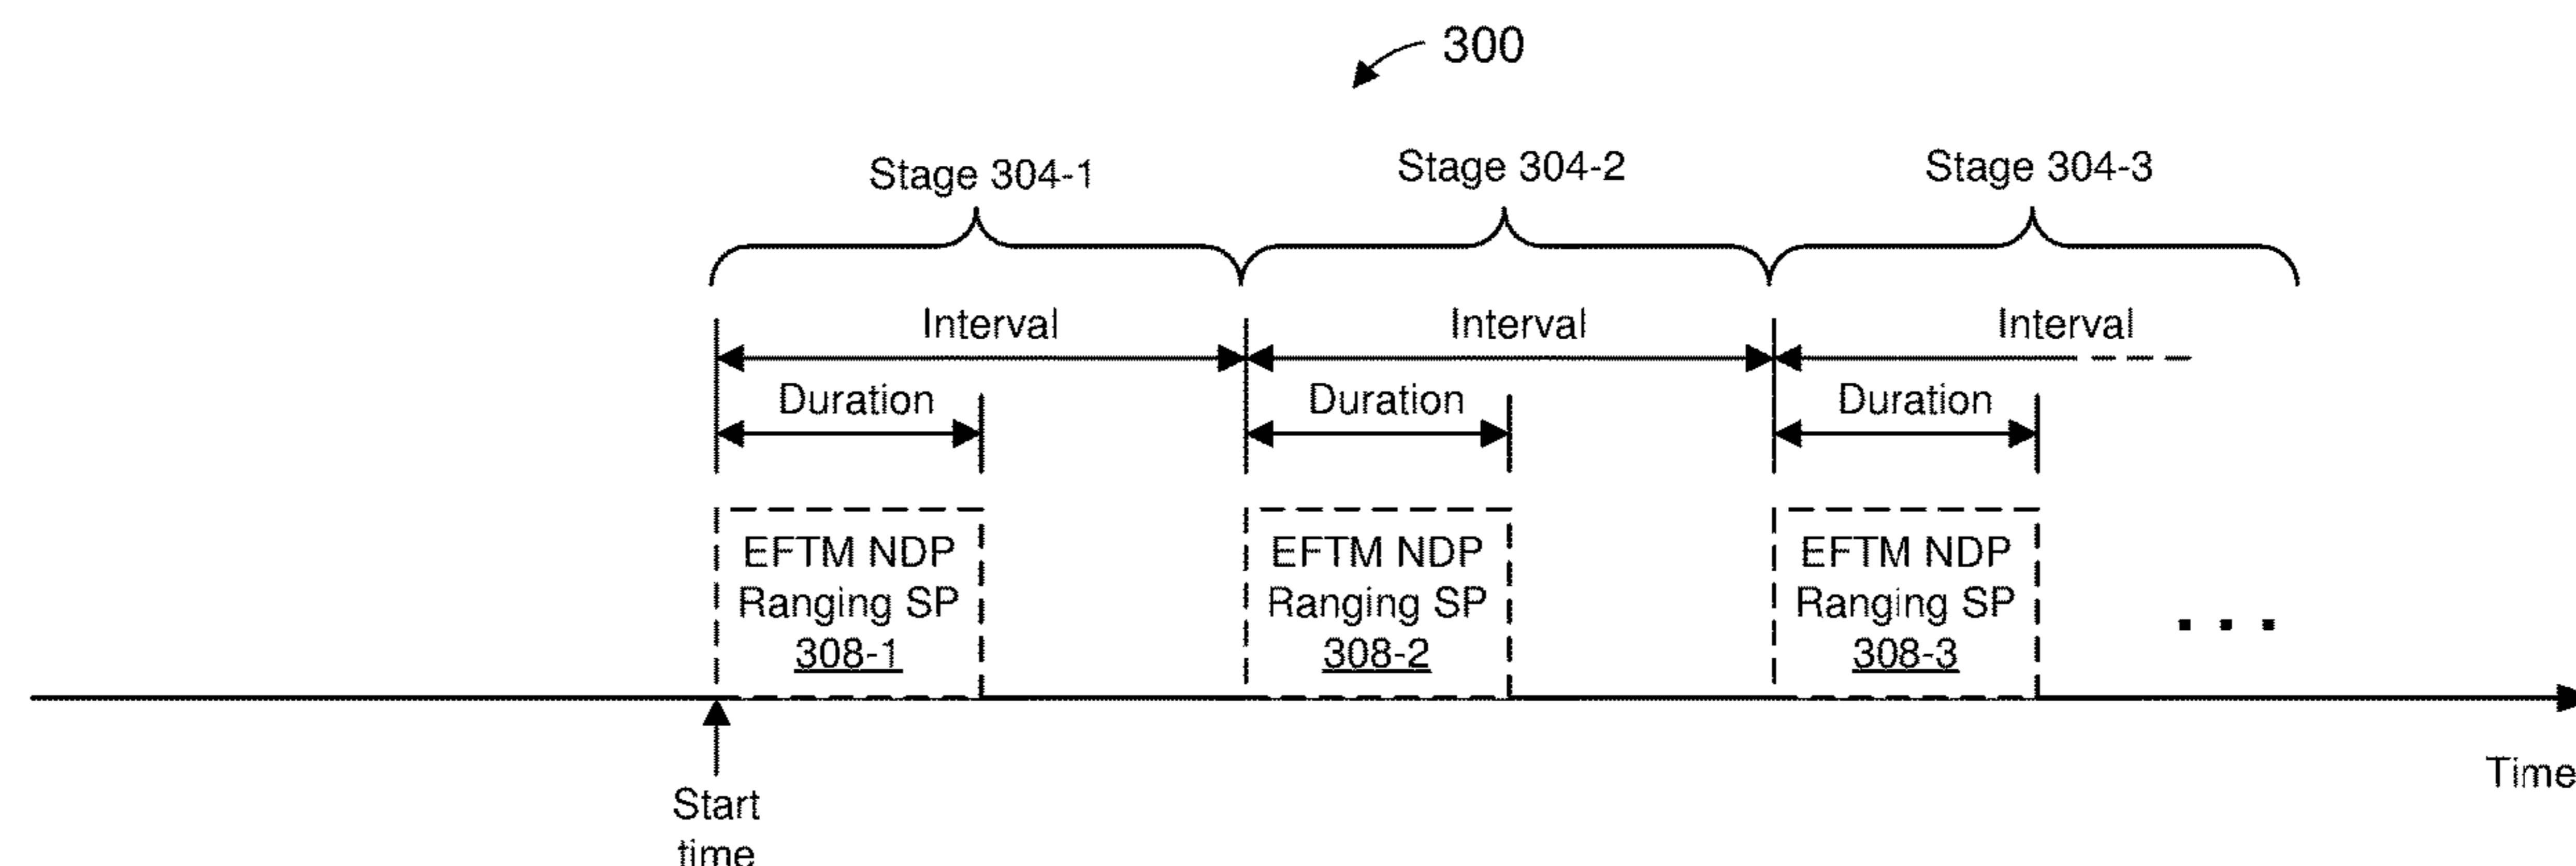 300
Stage 304-1
Stage 304-2
Stage 304-3
Interval
Interval
Interval
Duration
Duration
Duration
EFTM NDP
Ranging SP
308-1
EFTM NDP
Ranging SP
308-2
EFTM NDP
Ranging SP
308-3
. . .
Time
Start
time